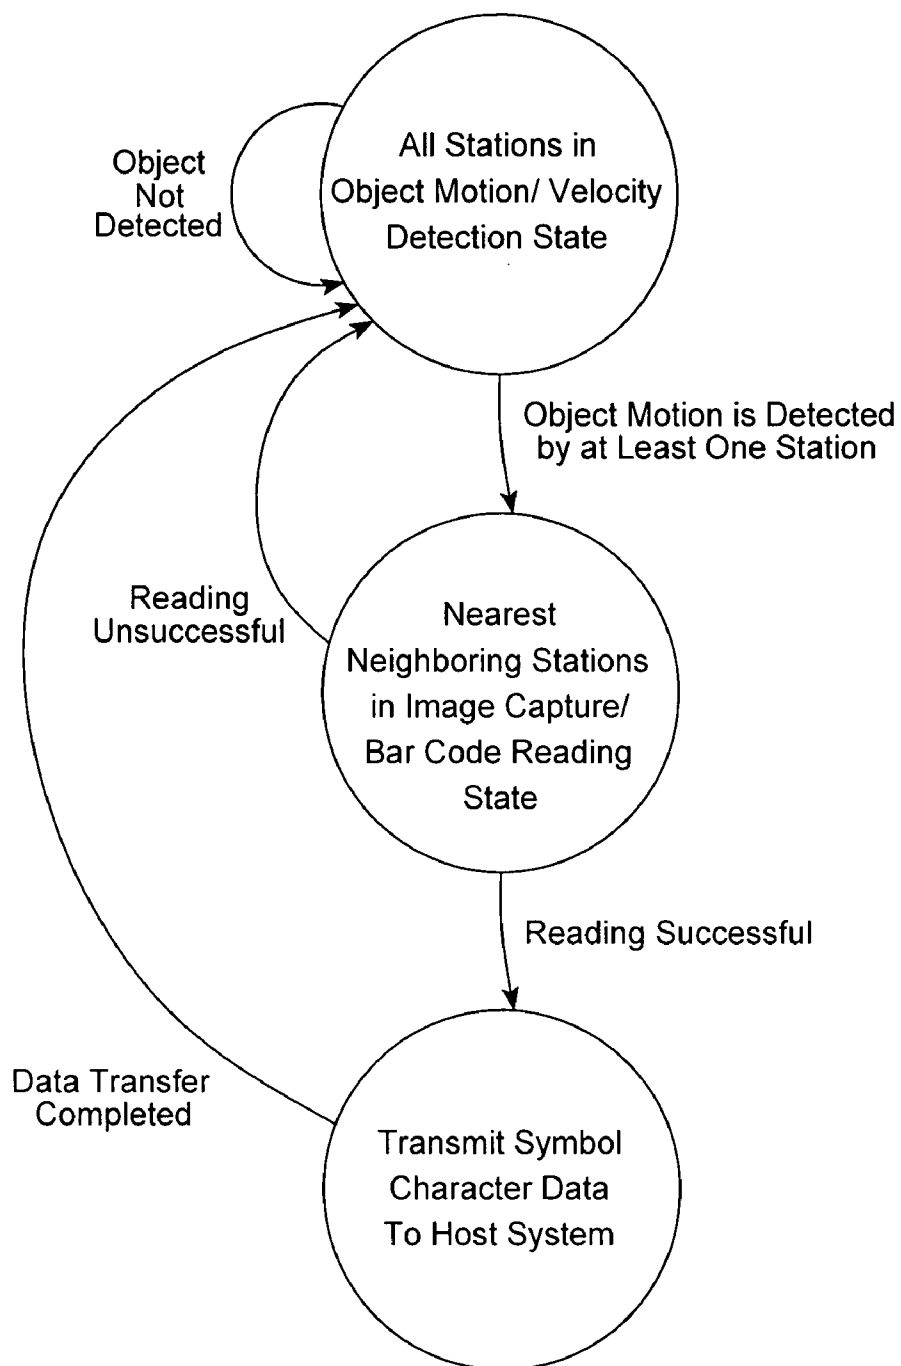 All Stations in
Object Motion/ Velocity
Detection State
Object
Not
Detected
Object Motion is Detected
by at Least One Station
Nearest
Neighboring Stations
in Image Capture/
Bar Code Reading
State
Reading
Unsuccessful
Reading Successful
Transmit Symbol
Character Data
To Host System
Data Transfer
Completed